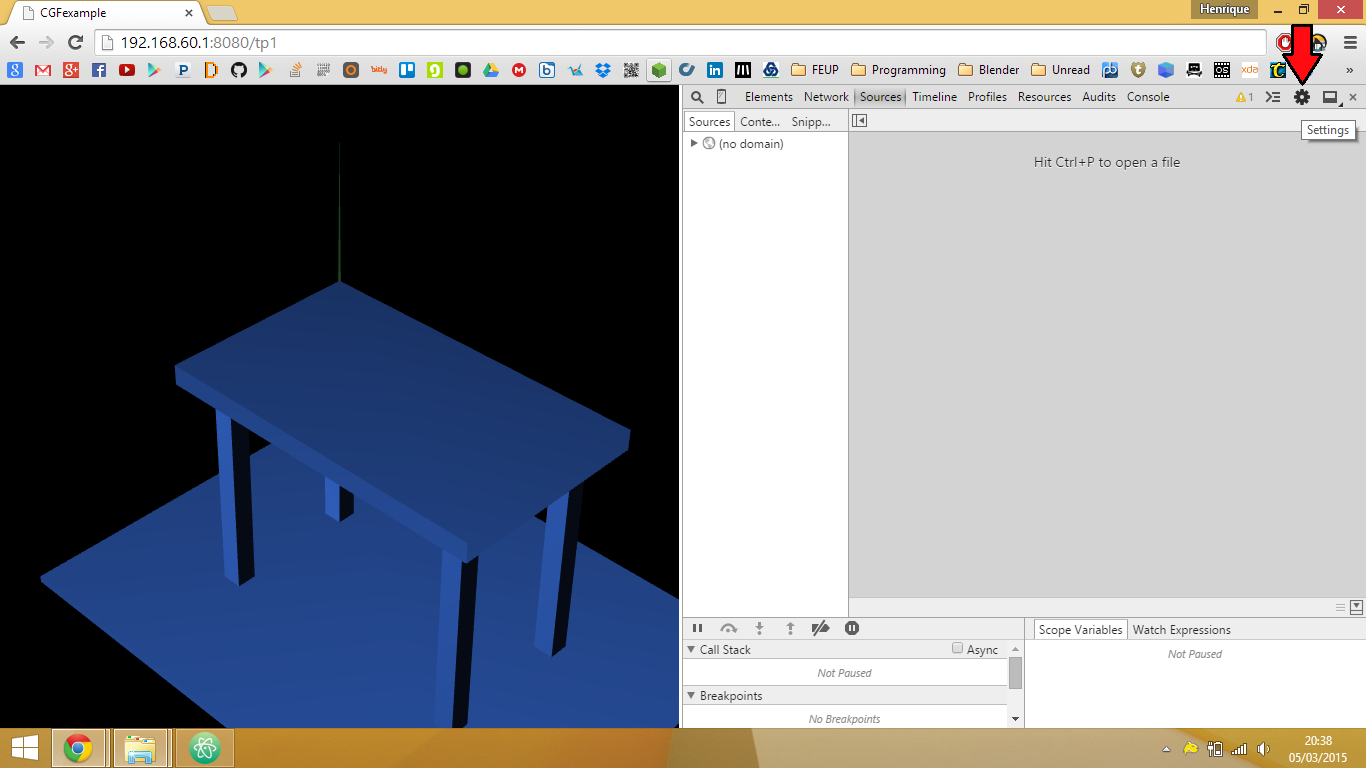 CGFexample
Henrique
192.168.60.1:8080/tp1
FEUP Programming Blender Unread
Elements Network Sources Timeline Profiles Resources Audits Console 1
Settings
Sources Conte... Snipp...
(no domain)
Hit Ctrl+P to open a file
Call Stack Async
Not Paused
Breakpoints
No Breakpoints
Scope Variables Watch Expressions
Not Paused
20:38
05/03/2015